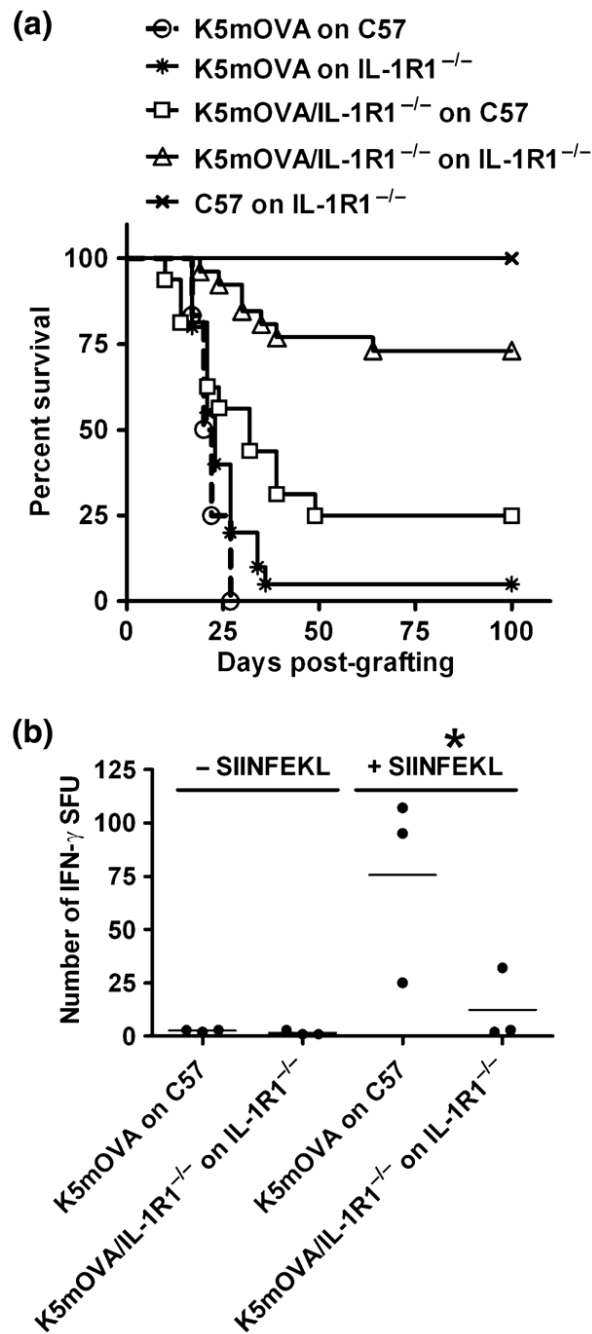 (a)
K5mOVA on C57
K5mOVA on IL-1R1–/–
K5mOVA/IL-1R1–/– on C57
K5mOVA/IL-1R1–/– on IL-1R1–/–
C57 on IL-1R1–/–
100
75
50
25
0
Percent survival
0 25 50 75 100
Days post-grafting
(b)
*
– SIINFEKL + SIINFEKL
125
100
75
50
25
0
Number of IFN-γ SFU
K5mOVA on C57
K5mOVA/IL-1R1–/– on IL-1R1–/–
K5mOVA on C57
K5mOVA/IL-1R1–/– on IL-1R1–/–